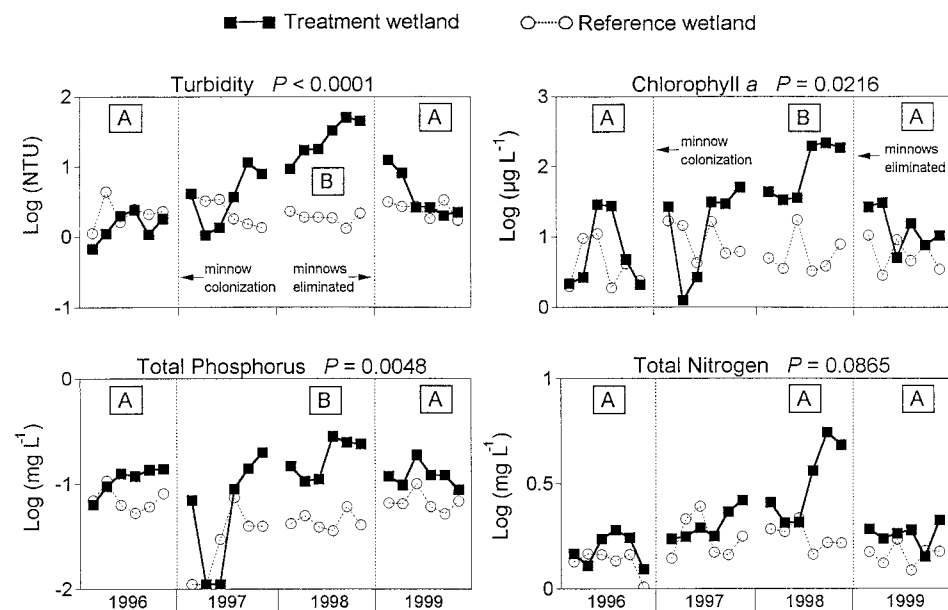 Treatment wetland Reference wetland
Turbidity P < 0.0001
Chlorophyll a P = 0.0216
Log (NTU)
2
1
0
-1
A
B
A
minnow
colonization
minnows
eliminated
Log (µg L⁻¹)
3
2
1
0
A
B
A
minnow
colonization
minnows
eliminated
Total Phosphorus P = 0.0048
Total Nitrogen P = 0.0865
Log (mg L⁻¹)
0
-1
-2
A
B
A
1996 1997 1998 1999
Log (mg L⁻¹)
1
0.5
0
A
A
A
1996 1997 1998 1999